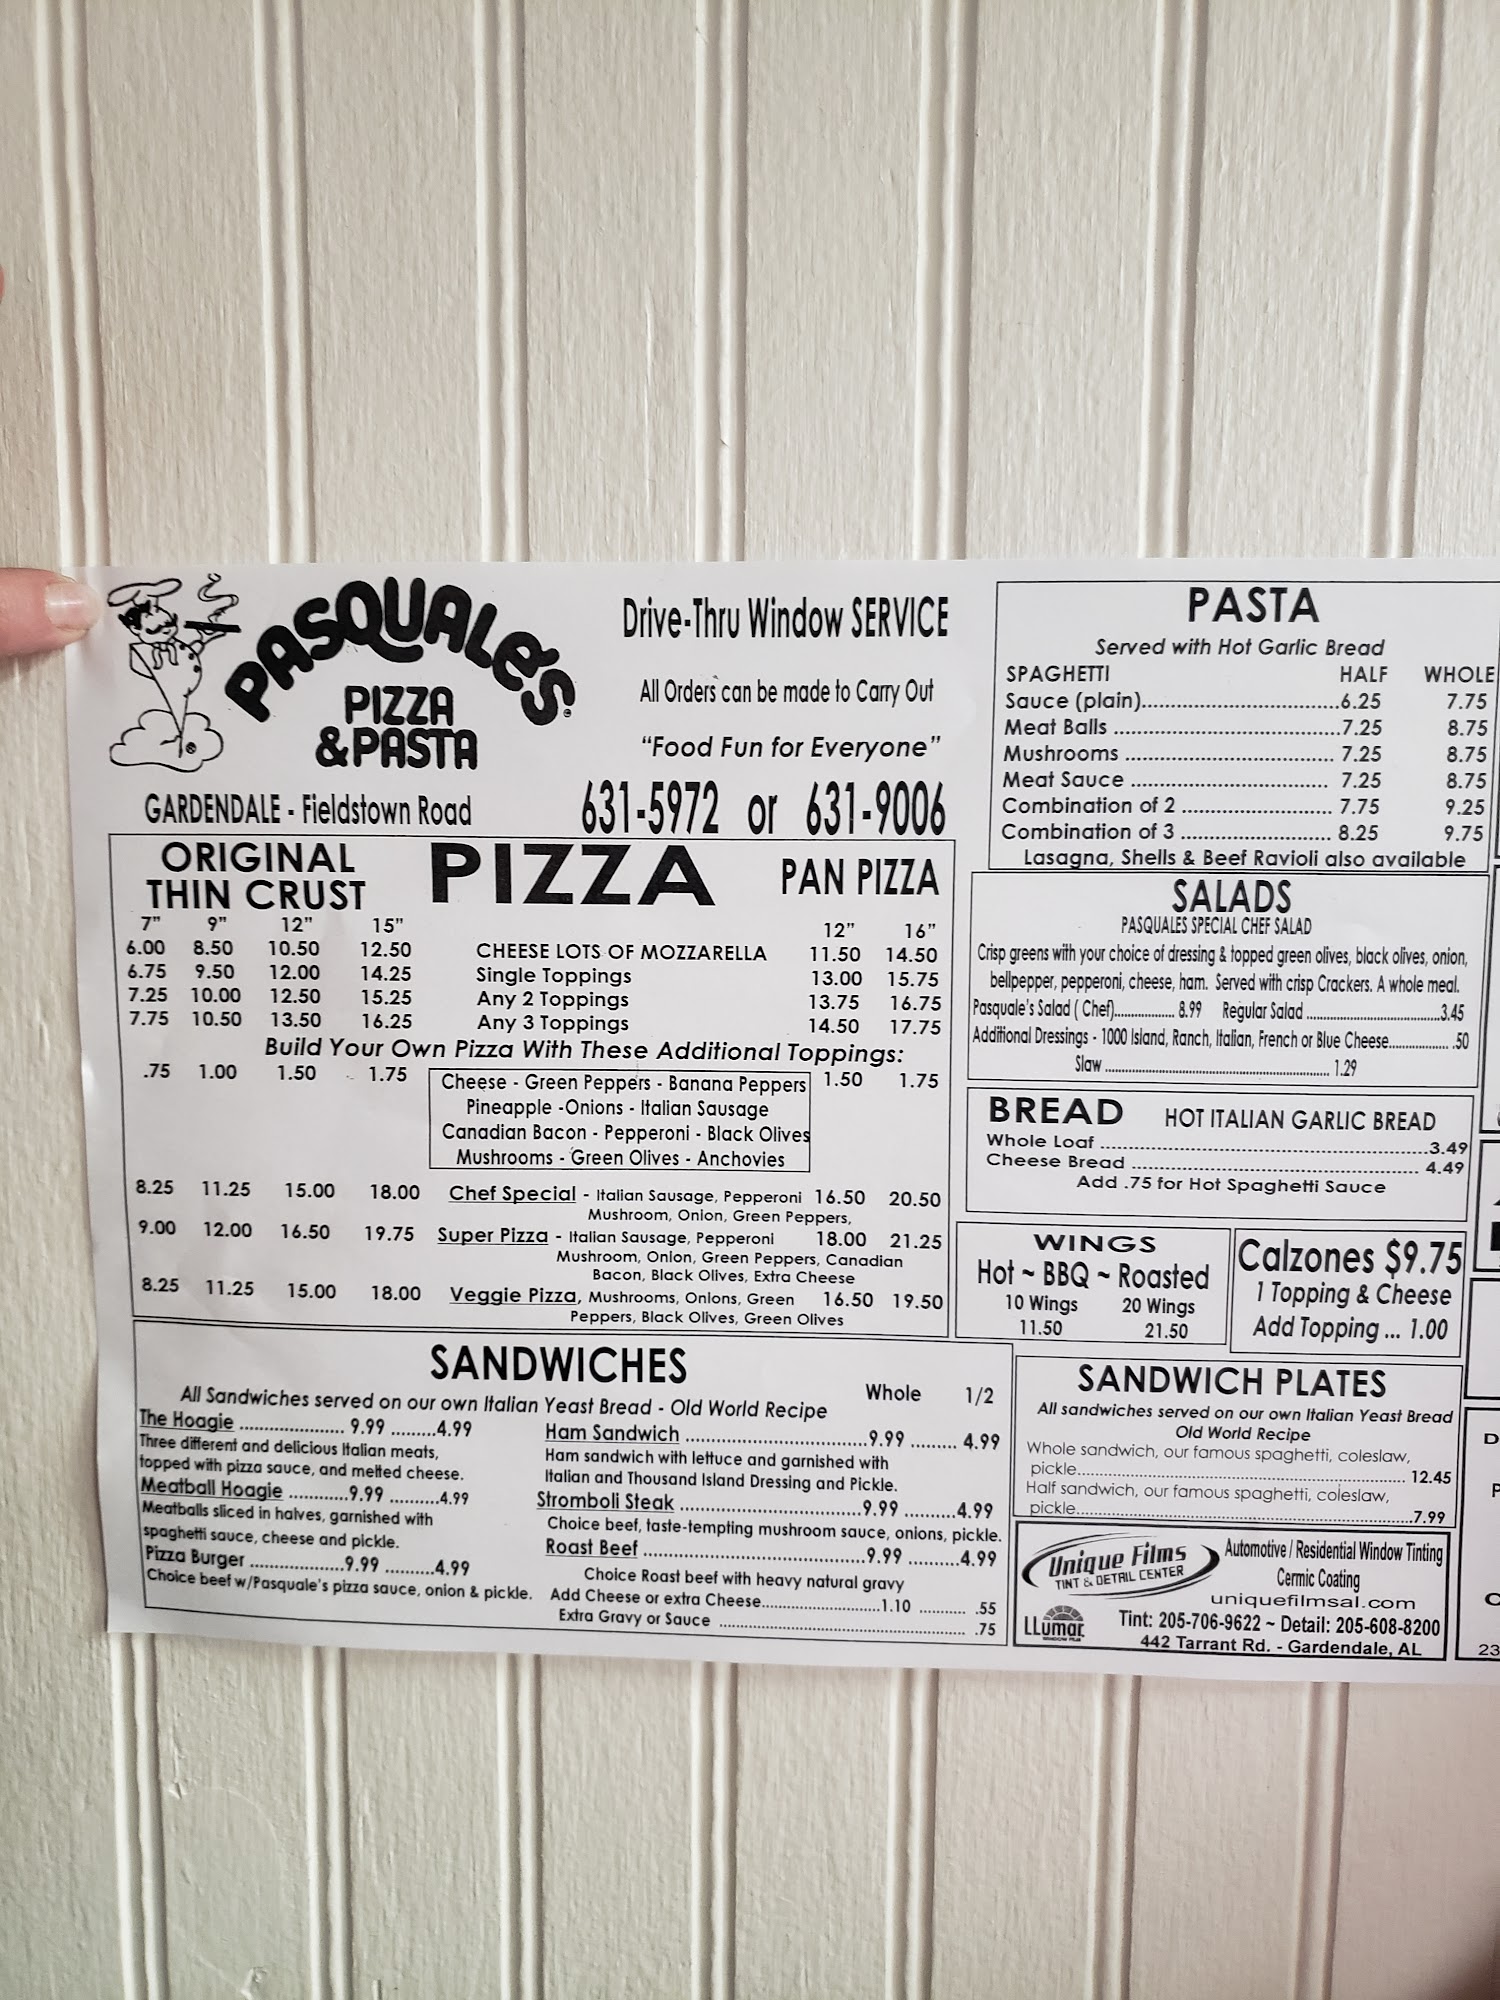 PASQUALe's
PIZZA
&PASTA
Drive-Thru Window SERVICE
All Orders can be made to Carry Out
"Food Fun for Everyone"
GARDENDALE - Fieldstown Road
631-5972 or 631-9006
ORIGINAL
THIN CRUST
PIZZA
PAN PIZZA
7" 9" 12" 15" 12" 16"
6.00 8.50 10.50 12.50 CHEESE LOTS OF MOZZARELLA 11.50 14.50
6.75 9.50 12.00 14.25 Single Toppings 13.00 15.75
7.25 10.00 12.50 15.25 Any 2 Toppings 13.75 16.75
7.75 10.50 13.50 16.25 Any 3 Toppings 14.50 17.75
Build Your Own Pizza With These Additional Toppings:
.75 1.00 1.50 1.75 Cheese - Green Peppers - Banana Peppers 1.50 1.75
Pineapple -Onions - Italian Sausage
Canadian Bacon - Pepperoni - Black Olives
Mushrooms - Green Olives - Anchovies
8.25 11.25 15.00 18.00 Chef Special - Italian Sausage, Pepperoni 16.50 20.50
Mushroom, Onion, Green Peppers,
9.00 12.00 16.50 19.75 Super Pizza - Italian Sausage, Pepperoni 18.00 21.25
Mushroom, Onion, Green Peppers, Canadian
Bacon, Black Olives, Extra Cheese
8.25 11.25 15.00 18.00 Veggie Pizza, Mushrooms, Onions, Green 16.50 19.50
Peppers, Black Olives, Green Olives
SANDWICHES
All Sandwiches served on our own Italian Yeast Bread - Old World Recipe
Whole 1/2
The Hoagie ..................... 9.99 .........4.99
Three different and delicious Italian meats,
topped with pizza sauce, and melted cheese.
Meatball Hoagie ............9.99 ..........4.99
Meatballs sliced in halves, garnished with
spaghetti sauce, cheese and pickle.
Pizza Burger ...................9.99 ..........4.99
Choice beef w/Pasquale's pizza sauce, onion & pickle.
Ham Sandwich ....................................9.99 ......... 4.99
Ham sandwich with lettuce and garnished with
Italian and Thousand Island Dressing and Pickle.
Stromboli Steak ....................................9.99 ..........4.99
Choice beef, taste-tempting mushroom sauce, onions, pickle.
Roast Beef ...........................................9.99 ..........4.99
Choice Roast beef with heavy natural gravy
Add Cheese or extra Cheese.......................1.10 .......... .55
Extra Gravy or Sauce ................................................ .75
PASTA
Served with Hot Garlic Bread
SPAGHETTI HALF WHOLE
Sauce (plain)....................................6.25 7.75
Meat Balls .........................................7.25 8.75
Mushrooms ...................................... 7.25 8.75
Meat Sauce ..................................... 7.25 8.75
Combination of 2 ............................ 7.75 9.25
Combination of 3 ............................ 8.25 9.75
Lasagna, Shells & Beef Ravioli also available
SALADS
PASQUALES SPECIAL CHEF SALAD
Crisp greens with your choice of dressing & topped green olives, black olives, onion,
bellpepper, pepperoni, cheese, ham. Served with crisp Crackers. A whole meal.
Pasquale's Salad ( Chef)................. 8.99 Regular Salad .....................................3.45
Additional Dressings - 1000 Island, Ranch, Italian, French or Blue Cheese................. .50
Slaw ................................................................ 1.29
BREAD HOT ITALIAN GARLIC BREAD
Whole Loaf .......................................................3.49
Cheese Bread ................................................ 4.49
Add .75 for Hot Spaghetti Sauce
WINGS
Hot ~ BBQ ~ Roasted
10 Wings 20 Wings
11.50 21.50
Calzones $9.75
1 Topping & Cheese
Add Topping ... 1.00
SANDWICH PLATES
All sandwiches served on our own Italian Yeast Bread
Old World Recipe
Whole sandwich, our famous spaghetti, coleslaw,
pickle............................................................... 12.45
Half sandwich, our famous spaghetti, coleslaw,
pickle.................................................................7.99
Unique Films
TINT & DETAIL CENTER
Automotive / Residential Window Tinting
Cermic Coating
uniquefilmsal.com
LLumar
Tint: 205-706-9622 ~ Detail: 205-608-8200
442 Tarrant Rd. - Gardendale, AL
D
23